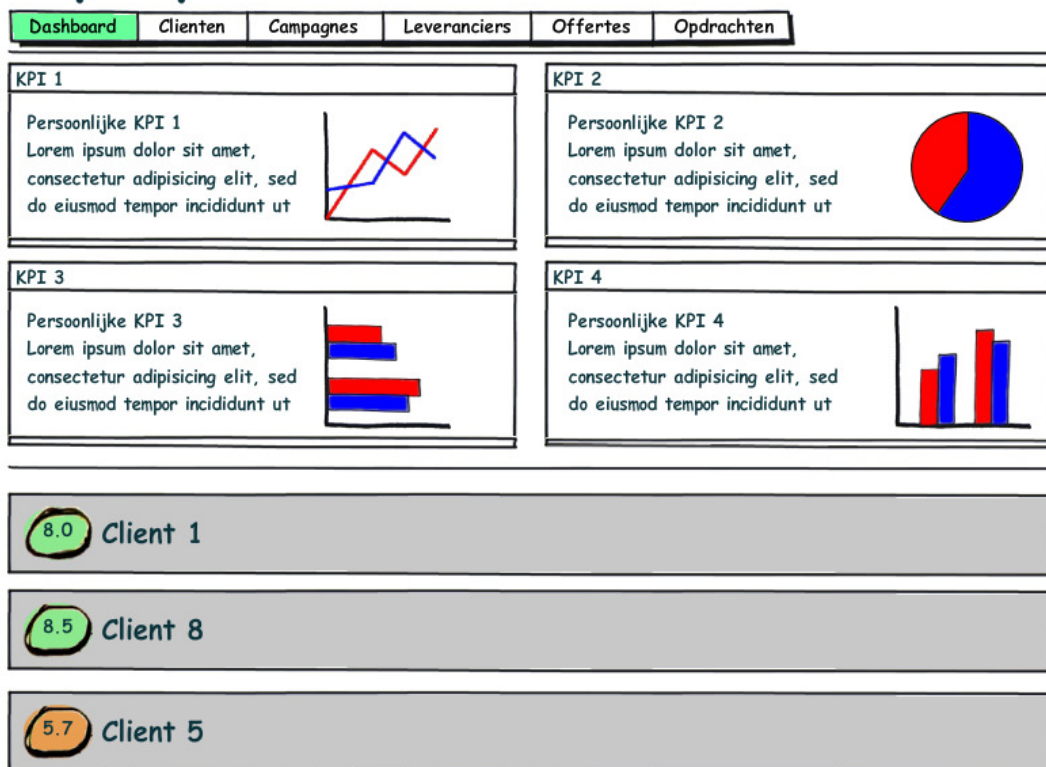 Dashboard Clienten Campagnes Leveranciers Offertes Opdrachten
KPI 1
Persoonlijke KPI 1
Lorem ipsum dolor sit amet,
consectetur adipisicing elit, sed
do eiusmod tempor incididunt ut
KPI 2
Persoonlijke KPI 2
Lorem ipsum dolor sit amet,
consectetur adipisicing elit, sed
do eiusmod tempor incididunt ut
KPI 3
Persoonlijke KPI 3
Lorem ipsum dolor sit amet,
consectetur adipisicing elit, sed
do eiusmod tempor incididunt ut
KPI 4
Persoonlijke KPI 4
Lorem ipsum dolor sit amet,
consectetur adipisicing elit, sed
do eiusmod tempor incididunt ut
8.0 Client 1
8.5 Client 8
5.7 Client 5